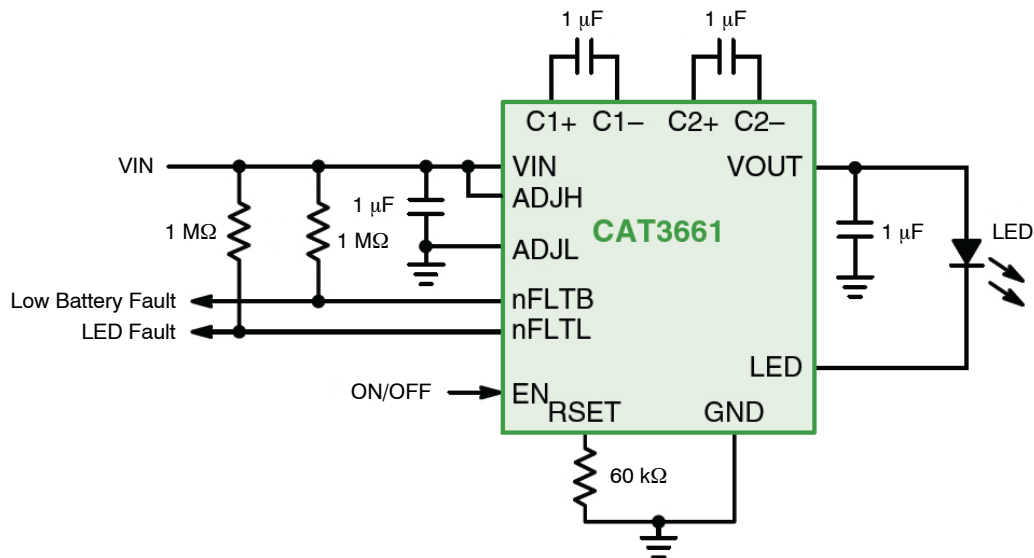 1 μF
1 μF
C1+ C1– C2+ C2–
VIN
VIN
VOUT
ADJH
1 μF
1 MΩ
1 MΩ
CAT3661
1 μF
LED
ADJL
Low Battery Fault
nFLTB
LED Fault
nFLTL
LED
ON/OFF
EN
RSET
GND
60 kΩ